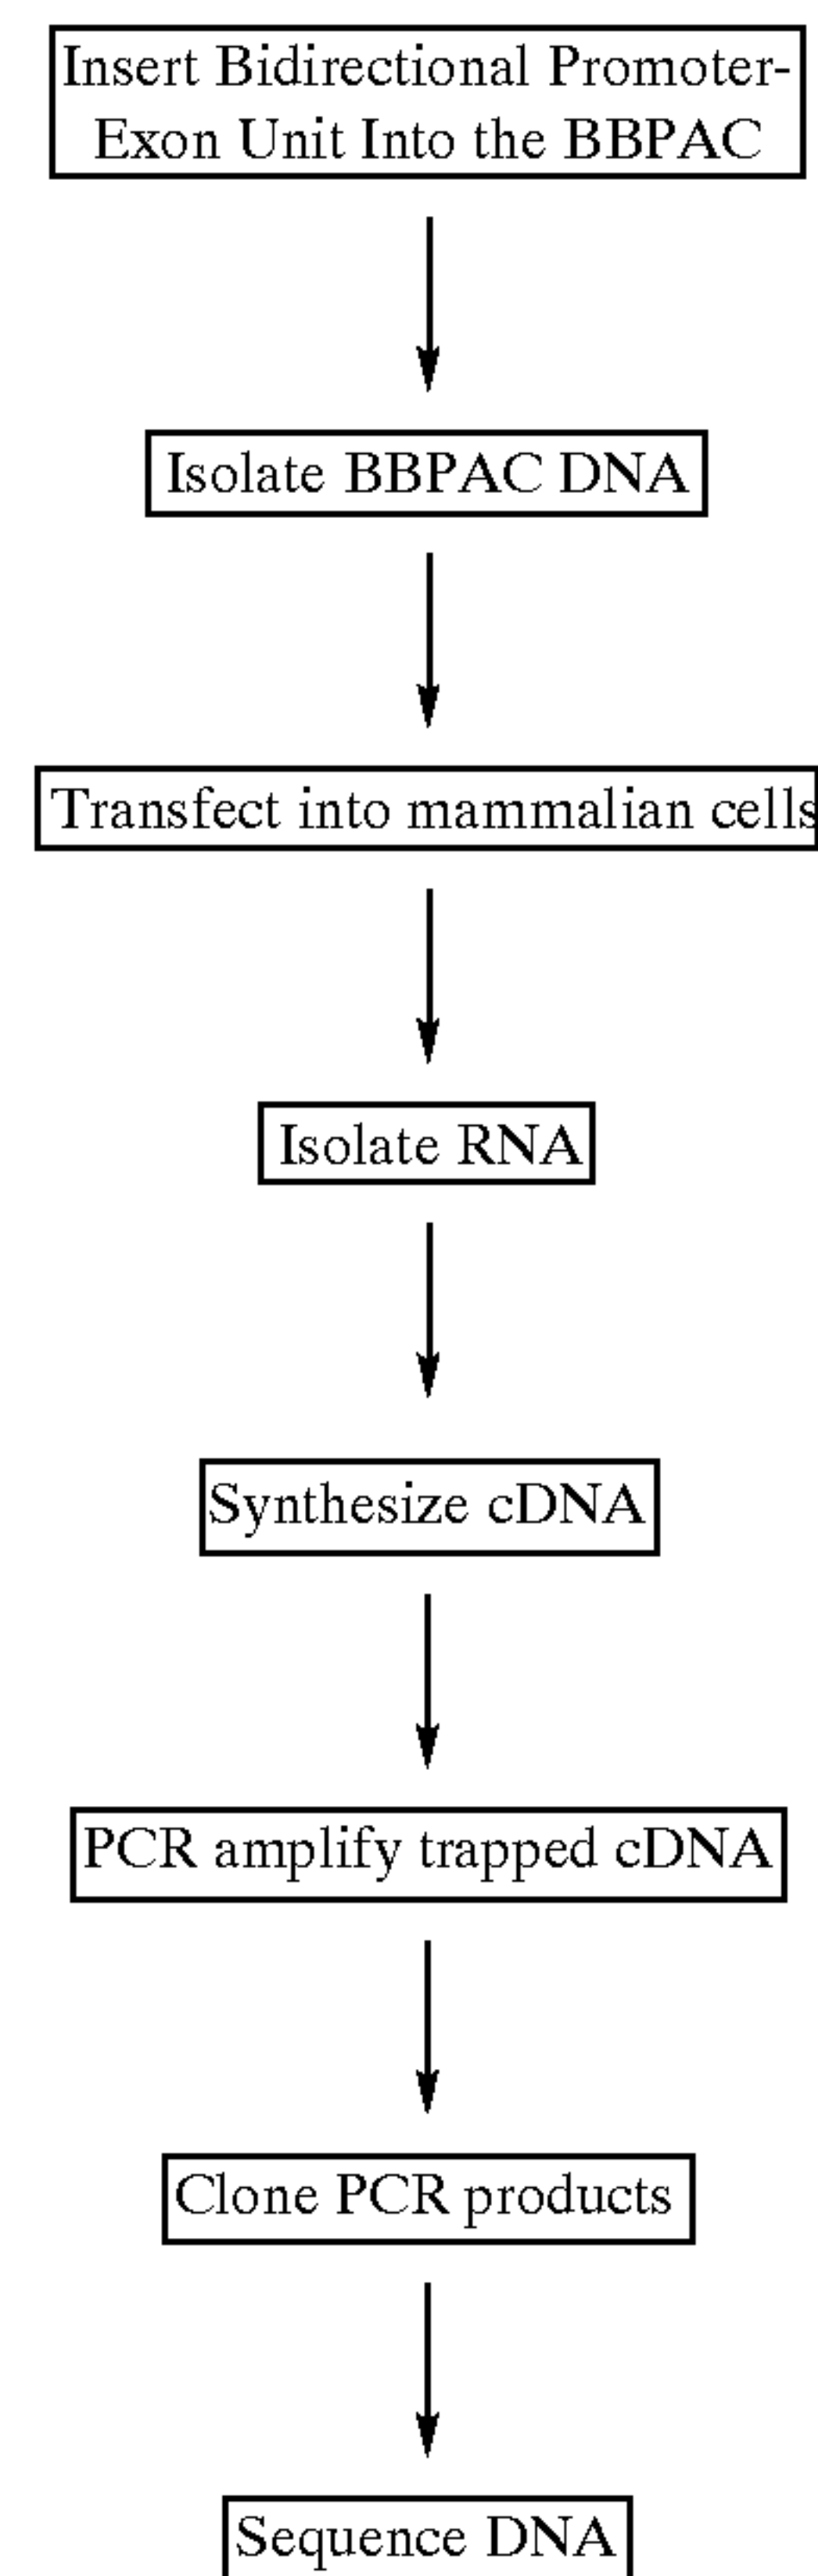 Insert Bidirectional Promoter-
Exon Unit Into the BBPAC
Isolate BBPAC DNA
Transfect into mammalian cells
Isolate RNA
Synthesize cDNA
PCR amplify trapped cDNA
Clone PCR products
Sequence DNA